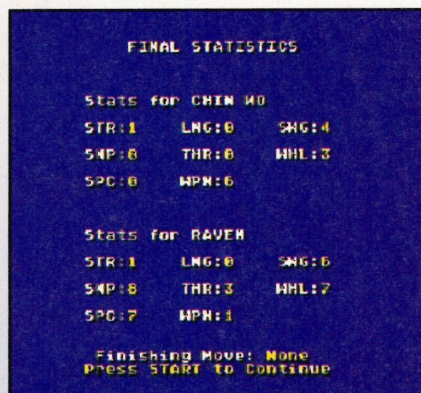 FINAL STATISTICS
Stats for CHIN WO
STR:1 LNG:0 SWG:4
SMP:0 THR:0 WHL:3
SPC:0 WPN:6
Stats for RAVEN
STR:1 LNG:0 SWG:6
SMP:8 THR:3 WHL:7
SPC:7 WPN:1
Finishing Move: None
Press START to Continue